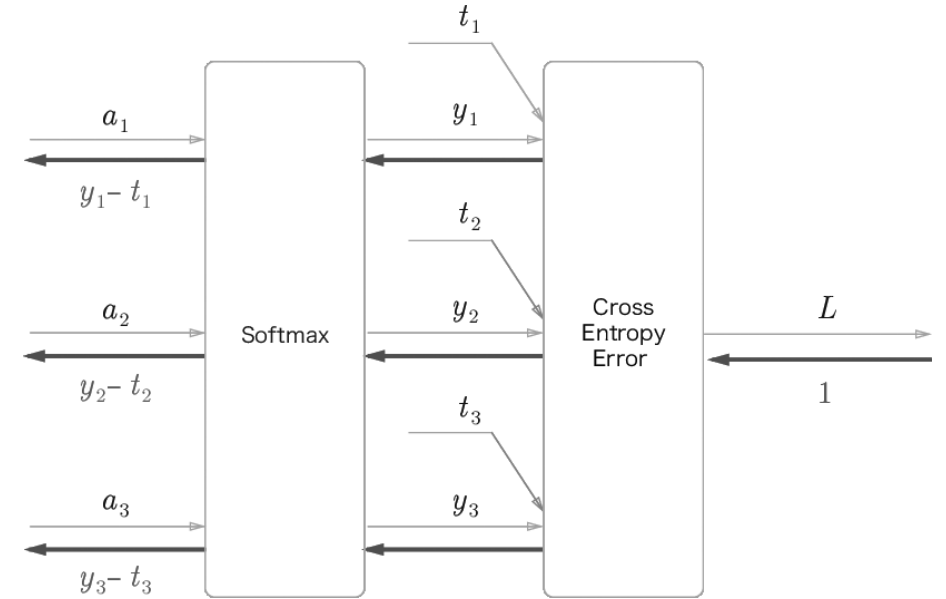 t₁
a₁
y₁
y₁– t₁
t₂
a₂
y₂
Cross
Entropy
Error
L
Softmax
y₂– t₂
1
t₃
a₃
y₃
y₃– t₃